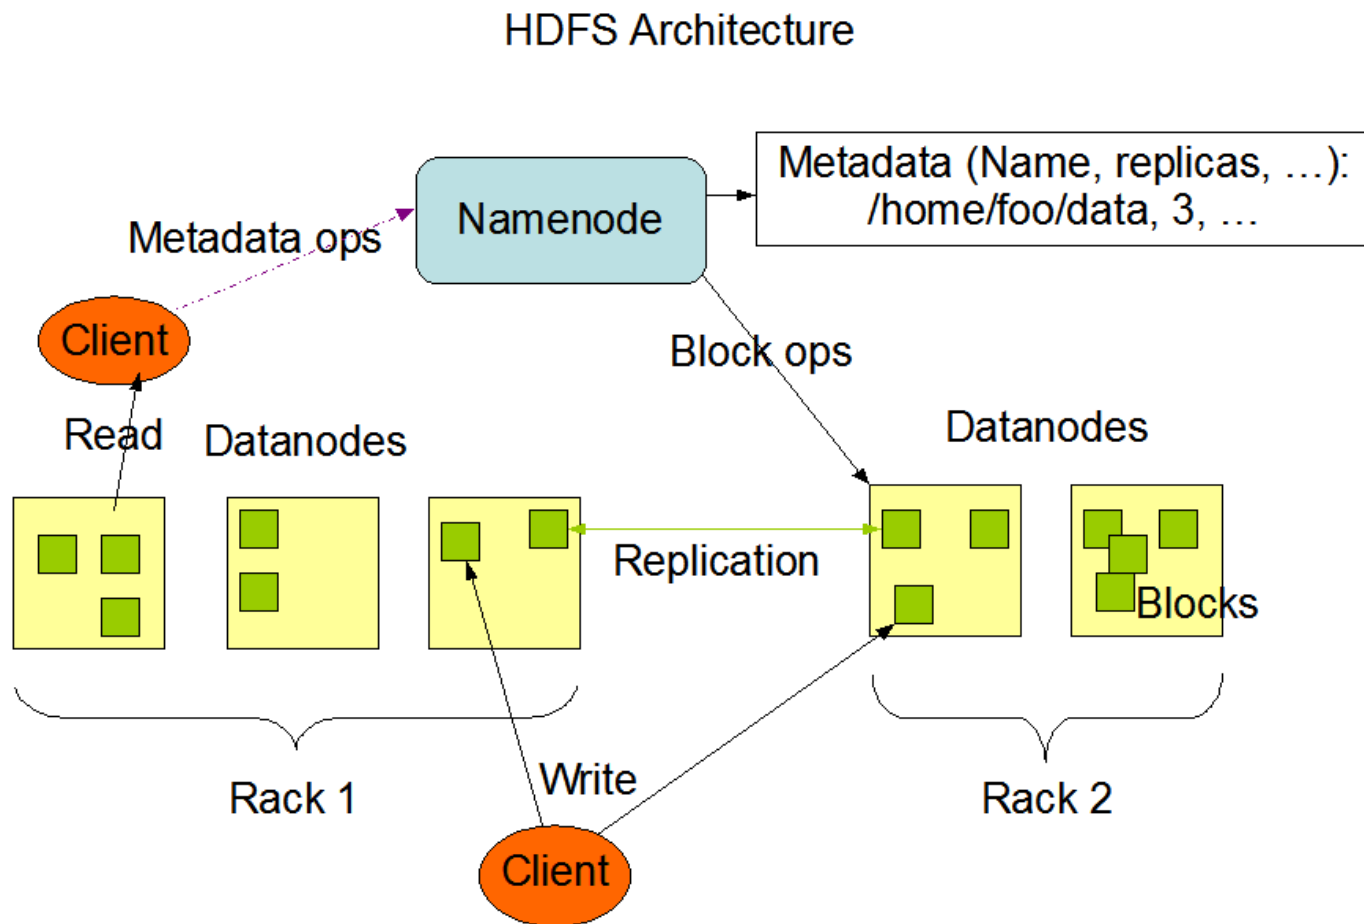 HDFS Architecture
Metadata (Name, replicas, …):
/home/foo/data, 3, …
Namenode
Metadata ops
Client
Block ops
Read
Datanodes
Datanodes
Replication
Blocks
Rack 1
Write
Rack 2
Client